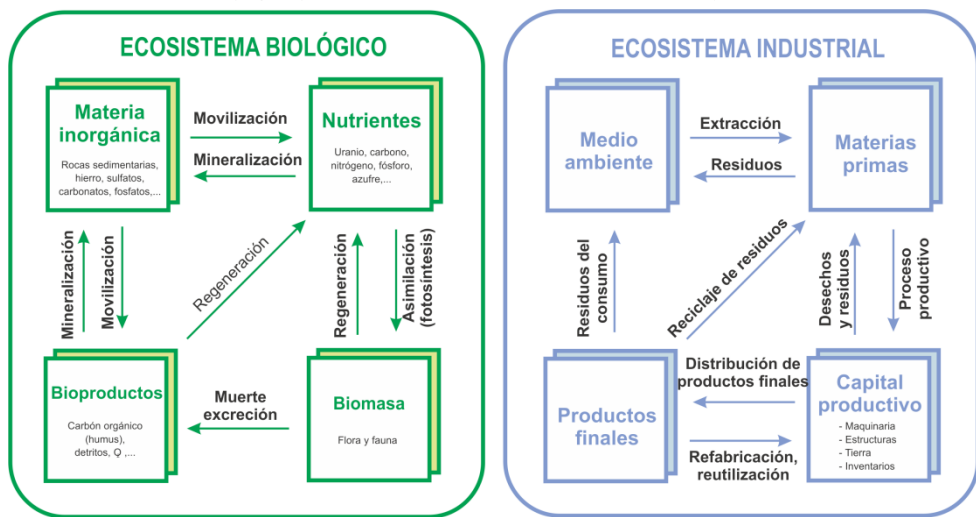 ECOSISTEMA BIOLÓGICO
Materia
inorgánica
Rocas sedimentarias,
hierro, sulfatos,
carbonatos, fosfatos,...
Movilización
Mineralización
Nutrientes
Uranio, carbono,
nitrógeno, fósforo,
azufre,...
Mineralización
Movilización
Regeneración
Regeneración
Asimilación
(fotosíntesis)
Bioproductos
Carbón orgánico
(humus),
detritos, O ,...
Muerte
excreción
Biomasa
Flora y fauna
ECOSISTEMA INDUSTRIAL
Medio
ambiente
Extracción
Residuos
Materias
primas
Residuos del
consumo
Reciclaje de residuos
Desechos
y residuos
Proceso
productivo
Productos
finales
Distribución de
productos finales
Refabricación,
reutilización
Capital
productivo
- Maquinaria
- Estructuras
- Tierra
- Inventarios